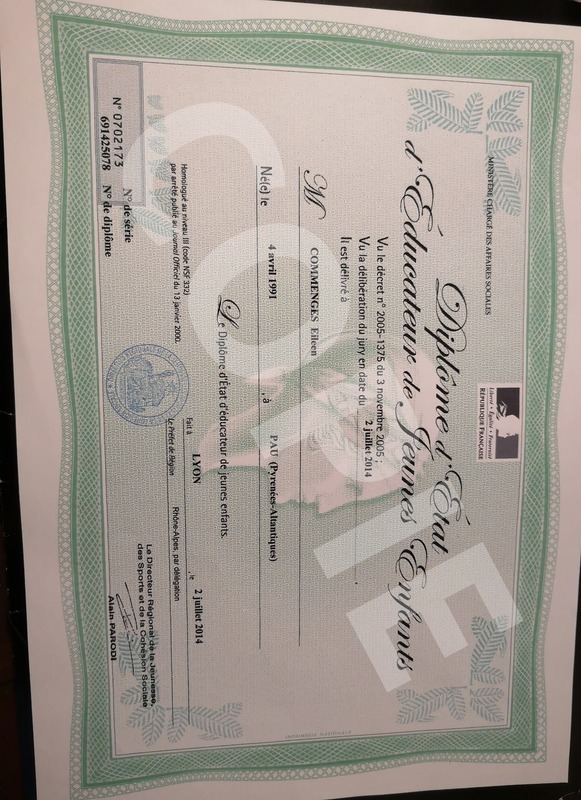 MINISTÈRE CHARGÉ DES AFFAIRES SOCIALES
Liberté • Égalité • Fraternité
RÉPUBLIQUE FRANÇAISE
Diplôme d'État
d'Éducateur de Jeunes Enfants
Vu le décret n° 2005-1375 du 3 novembre 2005 ;
Vu la délibération du jury en date du 2 juillet 2014
Il est délivré à
M COMMENGES Eileen
Né(e) le 4 avril 1991 , à PAU (Pyrenées-Altantiques)
Le Diplôme d'État d'éducateur de jeunes enfants.
Homologué au niveau III (code NSF 332)
par arrêté publié au Journal Officiel du 13 janvier 2000.
Fait à LYON , le 2 juillet 2014
Le Préfet de Région Rhône-Alpes, par délégation
Le Directeur Régional de la Jeunesse,
des Sports et de la Cohésion Sociale
Alain PARODI
N° 0702173 N° de série
691425078 N° de diplôme
COPIE